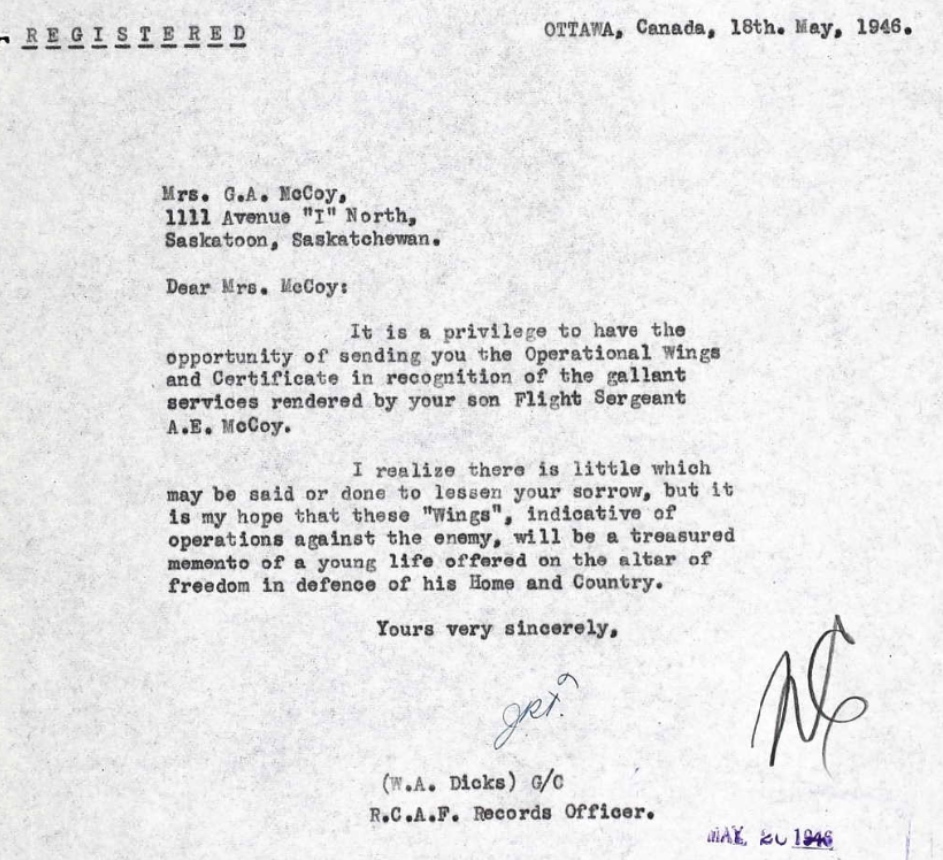 REGISTERED
OTTAWA, Canada, 18th. May, 1946.
Mrs. G.A. McCoy,
1111 Avenue "I" North,
Saskatoon, Saskatchewan.
Dear Mrs. McCoy:
It is a privilege to have the
opportunity of sending you the Operational Wings
and Certificate in recognition of the gallant
services rendered by your son Flight Sergeant
A.E. McCoy.
I realize there is little which
may be said or done to lessen your sorrow, but it
is my hope that these "Wings", indicative of
operations against the enemy, will be a treasured
memento of a young life offered on the altar of
freedom in defence of his Home and Country.
Yours very sincerely,
(W.A. Dicks) G/C
R.C.A.F. Records Officer.
MAY 20 1946